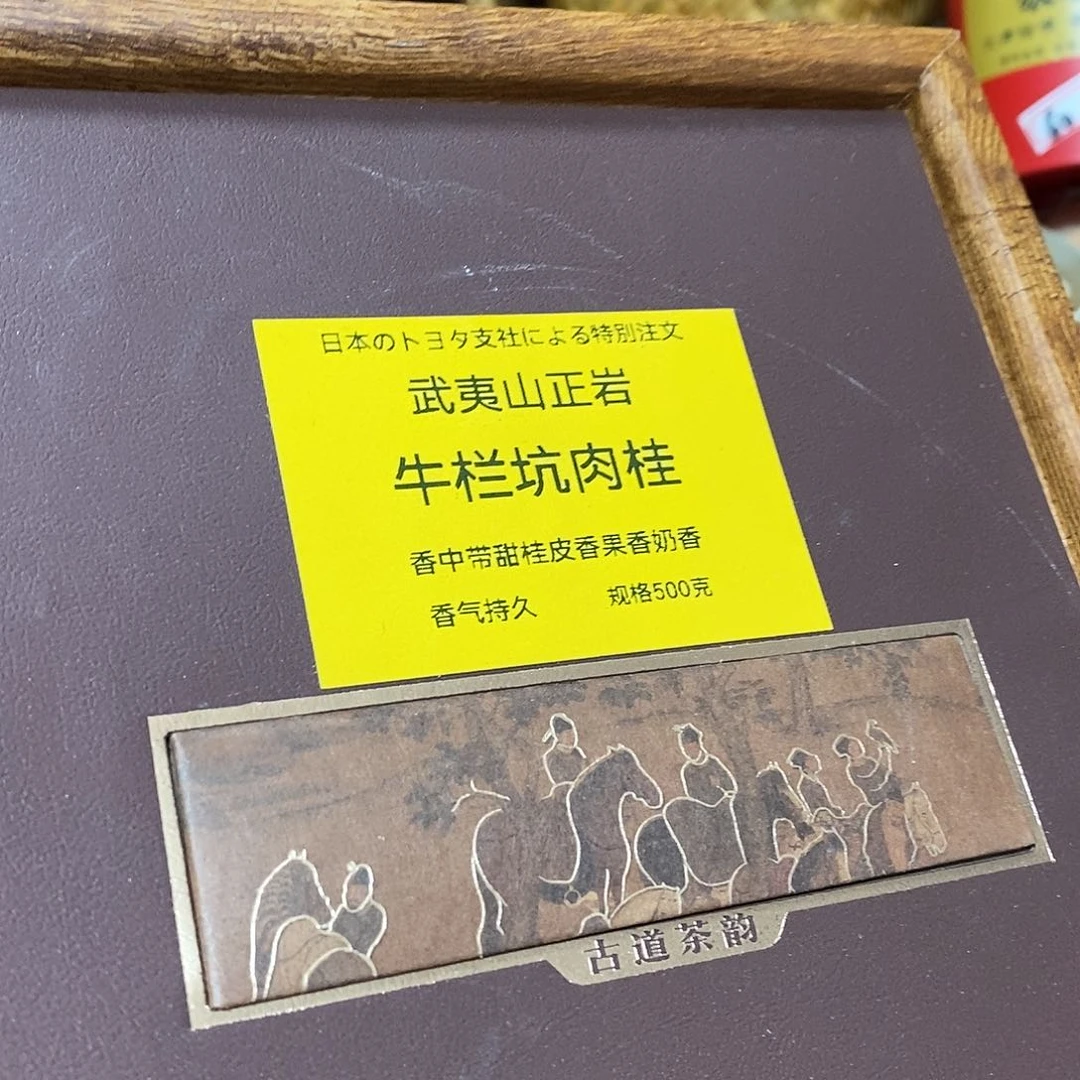 日本のトヨタ支社による特別注文
武夷山正岩
牛栏坑肉桂
香中带甜桂皮香果香奶香
香气持久 规格500克
古道茶韵